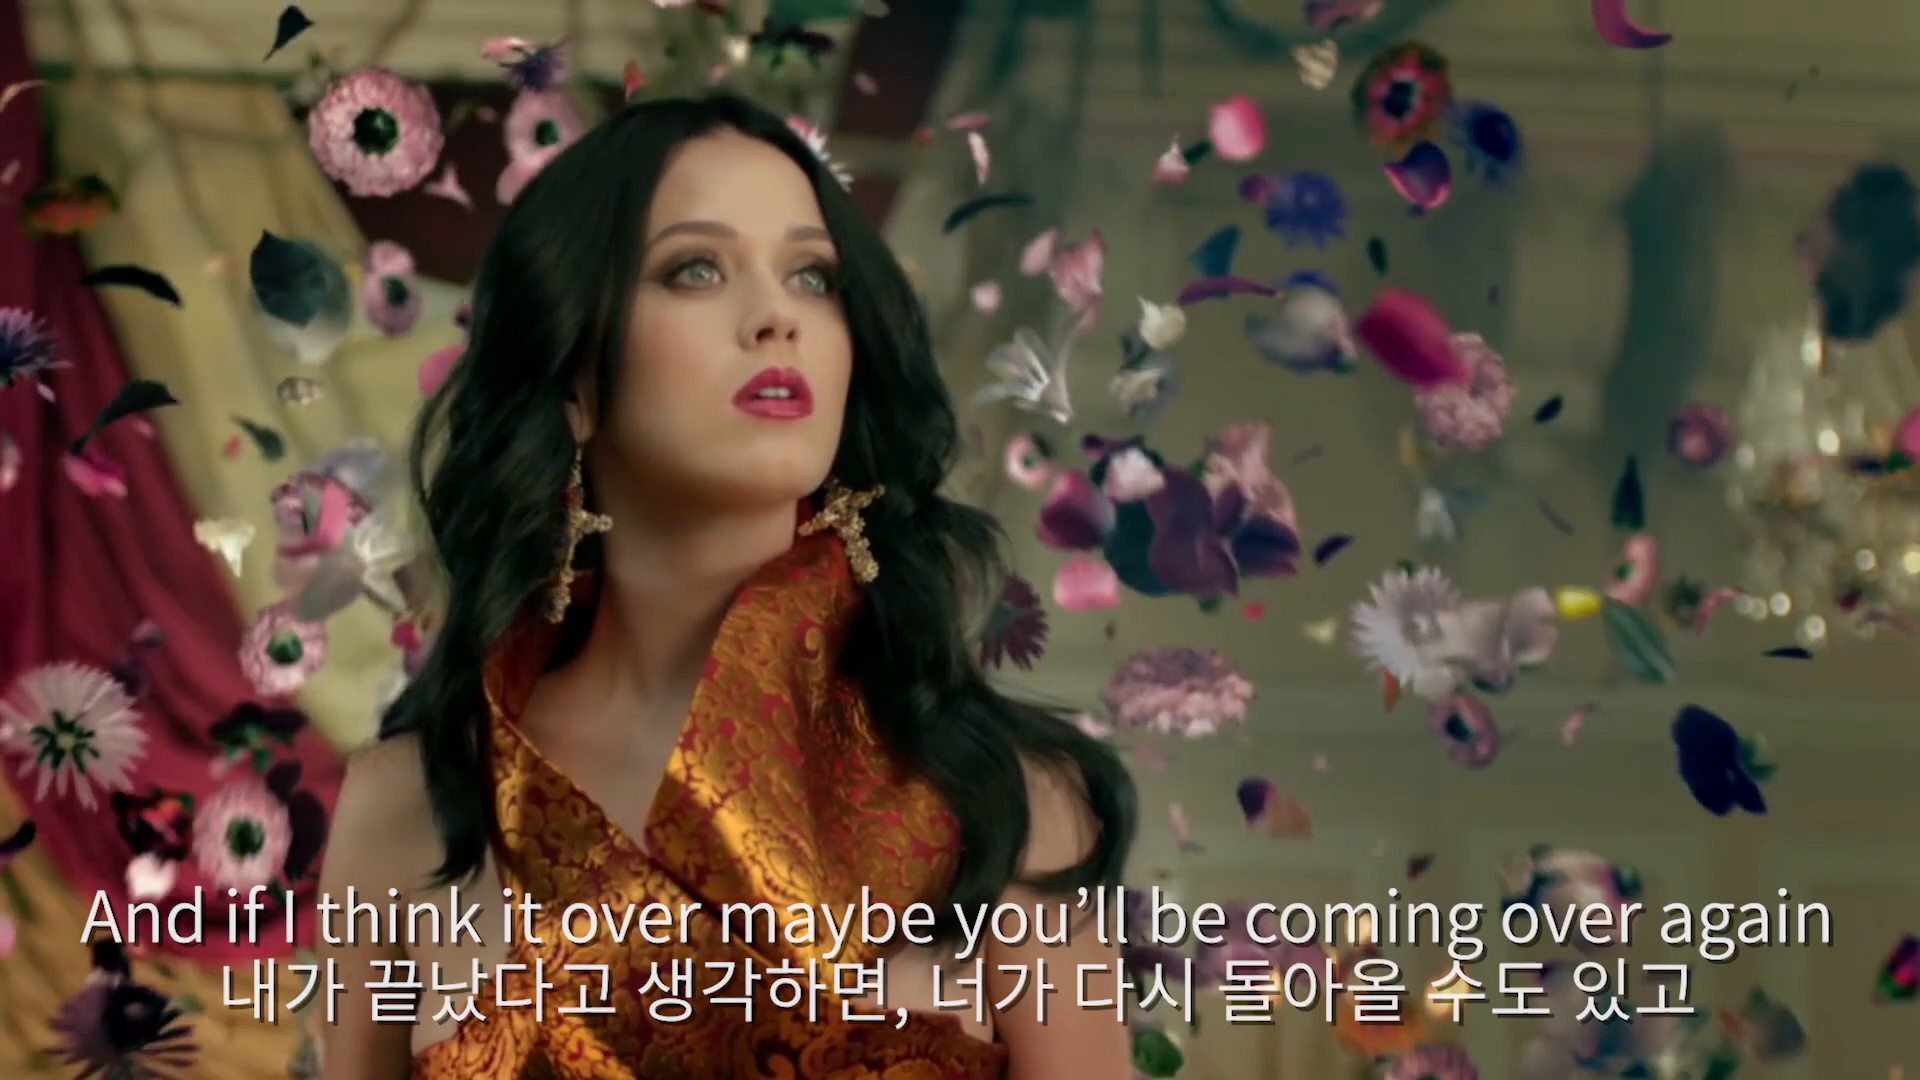 And if I think it over maybe you’ll be coming over again
내가 끝났다고 생각하면, 너가 다시 돌아올 수도 있고